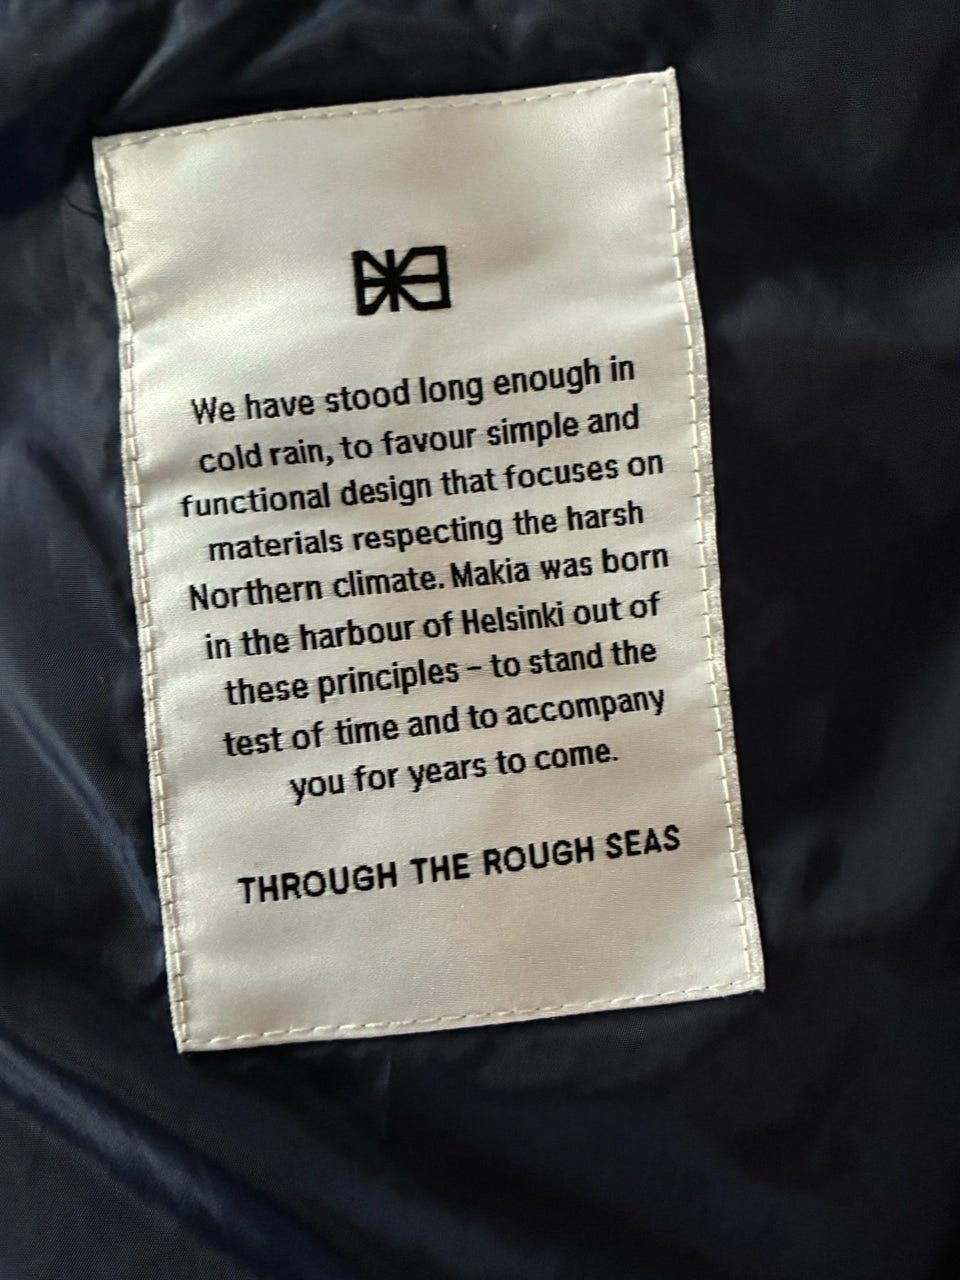 We have stood long enough in
cold rain, to favour simple and
functional design that focuses on
materials respecting the harsh
Northern climate. Makia was born
in the harbour of Helsinki out of
these principles – to stand the
test of time and to accompany
you for years to come.
THROUGH THE ROUGH SEAS